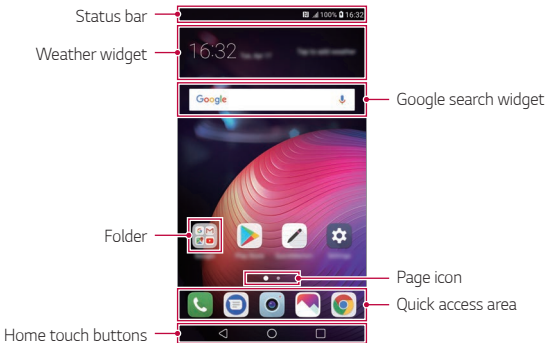 Status bar
100% 16:32
Weather widget
16:32
Google
Google search widget
Folder
Page icon
Quick access area
Home touch buttons